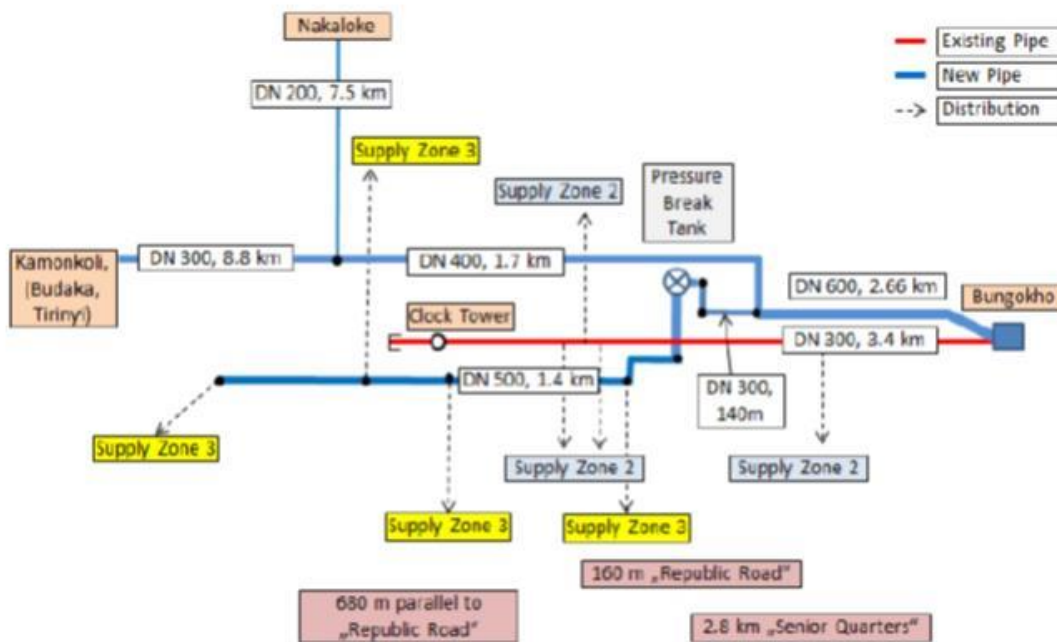 Nakaloke
Existing Pipe
New Pipe
Distribution
DN 200, 7.5 km
Supply Zone 3
Supply Zone 2
Pressure
Break
Tank
Kamonkoli,
(Budaka,
Tirinyi)
DN 300, 8.8 km
DN 400, 1.7 km
DN 600, 2.66 km
Bungokho
Clock Tower
DN 300, 3.4 km
DN 500, 1.4 km
DN 300,
140m
Supply Zone 3
Supply Zone 2
Supply Zone 2
Supply Zone 3
Supply Zone 3
160 m „Republic Road"
680 m parallel to
„Republic Road"
2.8 km „Senior Quarters"